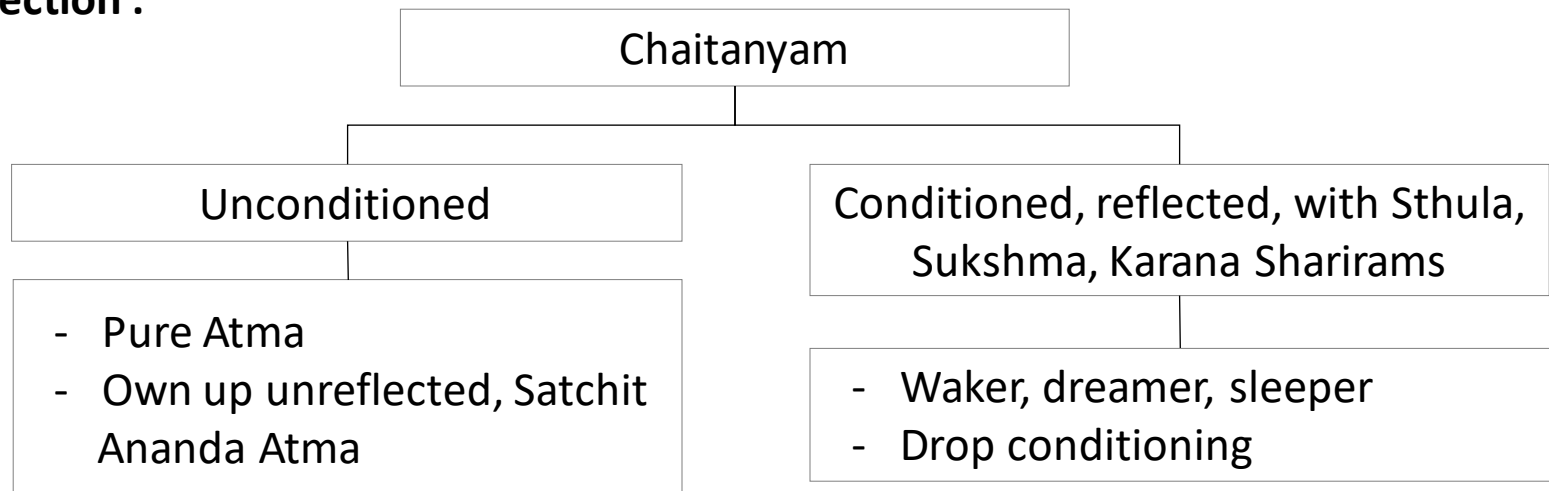 Chaitanyam
Unconditioned
Conditioned, reflected, with Sthula,
Sukshma, Karana Sharirams
- Pure Atma
- Own up unreflected, Satchit
Ananda Atma
- Waker, dreamer, sleeper
- Drop conditioning